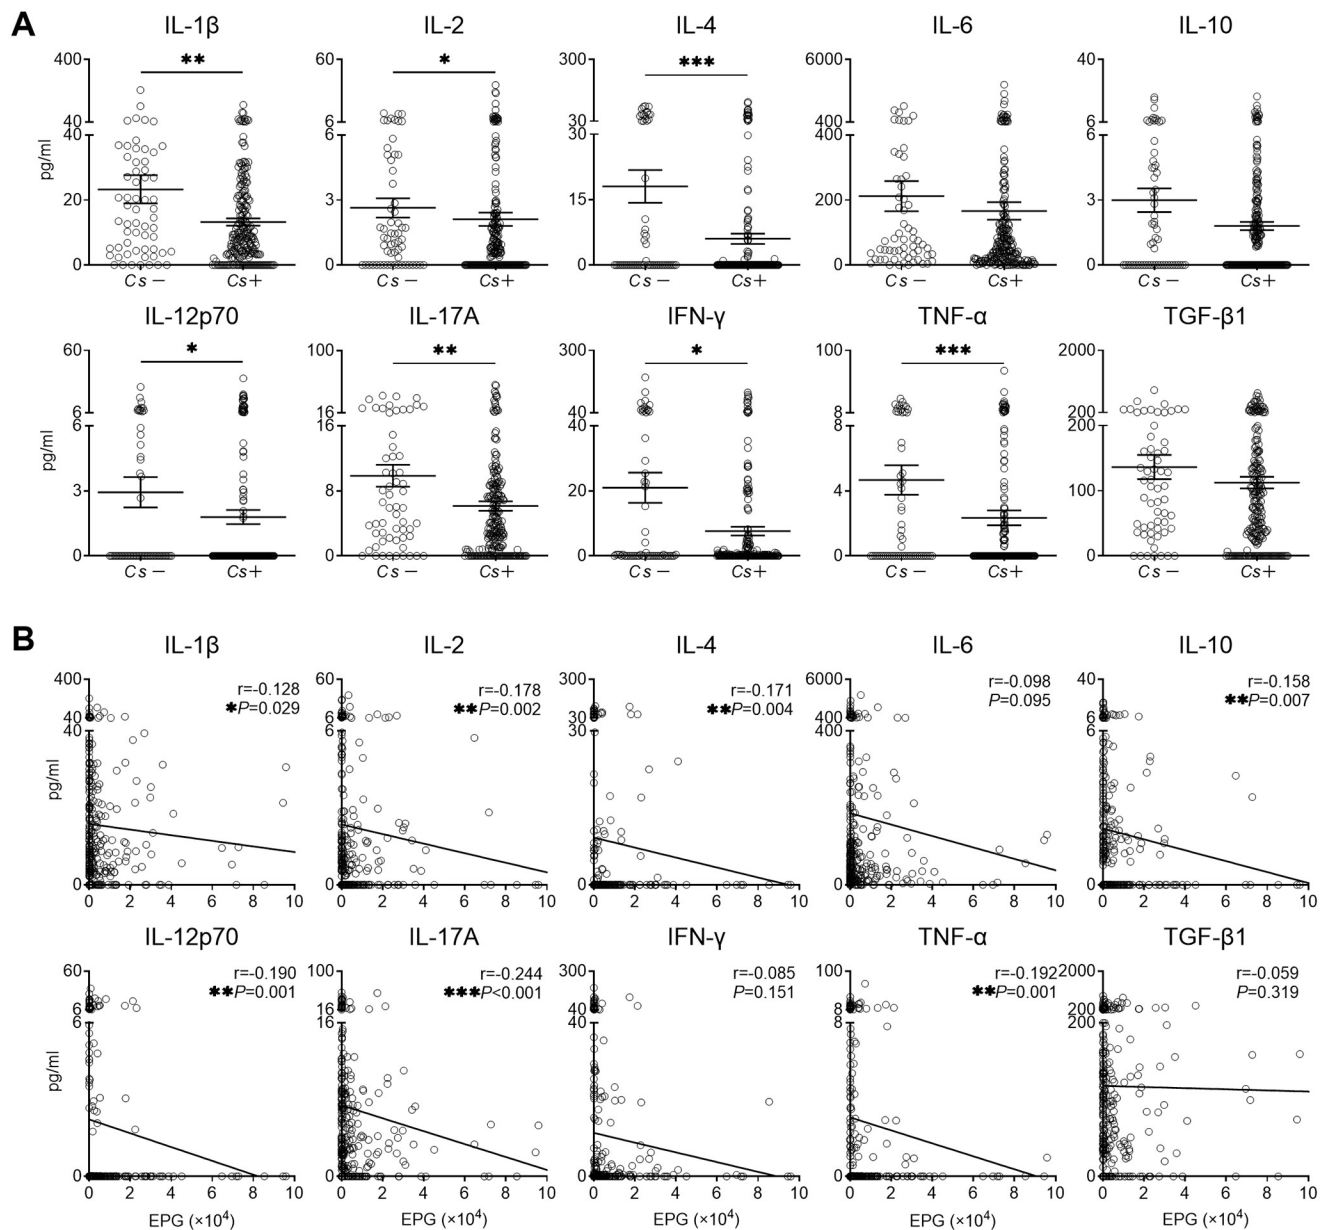 A
IL-1β IL-2 IL-4 IL-6 IL-10
** * ***
pg/ml
400 40 40 20 0
60 6 6 3 0
300 30 30 15 0
6000 400 400 200 0
40 6 6 3 0
Cs− Cs+ Cs− Cs+ Cs− Cs+ Cs− Cs+ Cs− Cs+
IL-12p70 IL-17A IFN-γ TNF-α TGF-β1
* ** * ***
pg/ml
60 6 6 3 0
100 16 16 8 0
300 40 40 20 0
100 8 8 4 0
2000 200 200 100 0
Cs− Cs+ Cs− Cs+ Cs− Cs+ Cs− Cs+ Cs− Cs+
B
IL-1β IL-2 IL-4 IL-6 IL-10
r=-0.128 r=-0.178 r=-0.171 r=-0.098 r=-0.158
*P=0.029 **P=0.002 **P=0.004 P=0.095 **P=0.007
pg/ml
400 40 40 0
60 6 6 0
300 30 30 0
6000 400 400 0
40 6 6 0
0 2 4 6 8 10 0 2 4 6 8 10 0 2 4 6 8 10 0 2 4 6 8 10 0 2 4 6 8 10
IL-12p70 IL-17A IFN-γ TNF-α TGF-β1
r=-0.190 r=-0.244 r=-0.085 r=-0.192 r=-0.059
**P=0.001 ***P<0.001 P=0.151 **P=0.001 P=0.319
pg/ml
60 6 6 0
100 16 16 0
300 40 40 0
100 8 8 0
2000 200 200 0
0 2 4 6 8 10 0 2 4 6 8 10 0 2 4 6 8 10 0 2 4 6 8 10 0 2 4 6 8 10
EPG (×10⁴) EPG (×10⁴) EPG (×10⁴) EPG (×10⁴) EPG (×10⁴)